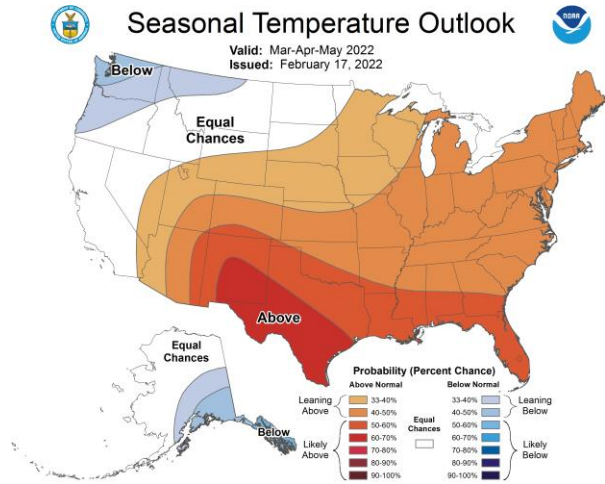 Seasonal Temperature Outlook
Valid: Mar-Apr-May 2022
Issued: February 17, 2022
NOAA
Below
Equal
Chances
Above
Equal
Chances
Below
Probability (Percent Chance)
Above Normal
Below Normal
Leaning
Above
33-40%
40-50%
Likely
Above
50-60%
60-70%
70-80%
80-90%
90-100%
Equal
Chances
33-40%
40-50%
Leaning
Below
50-60%
60-70%
70-80%
80-90%
90-100%
Likely
Below